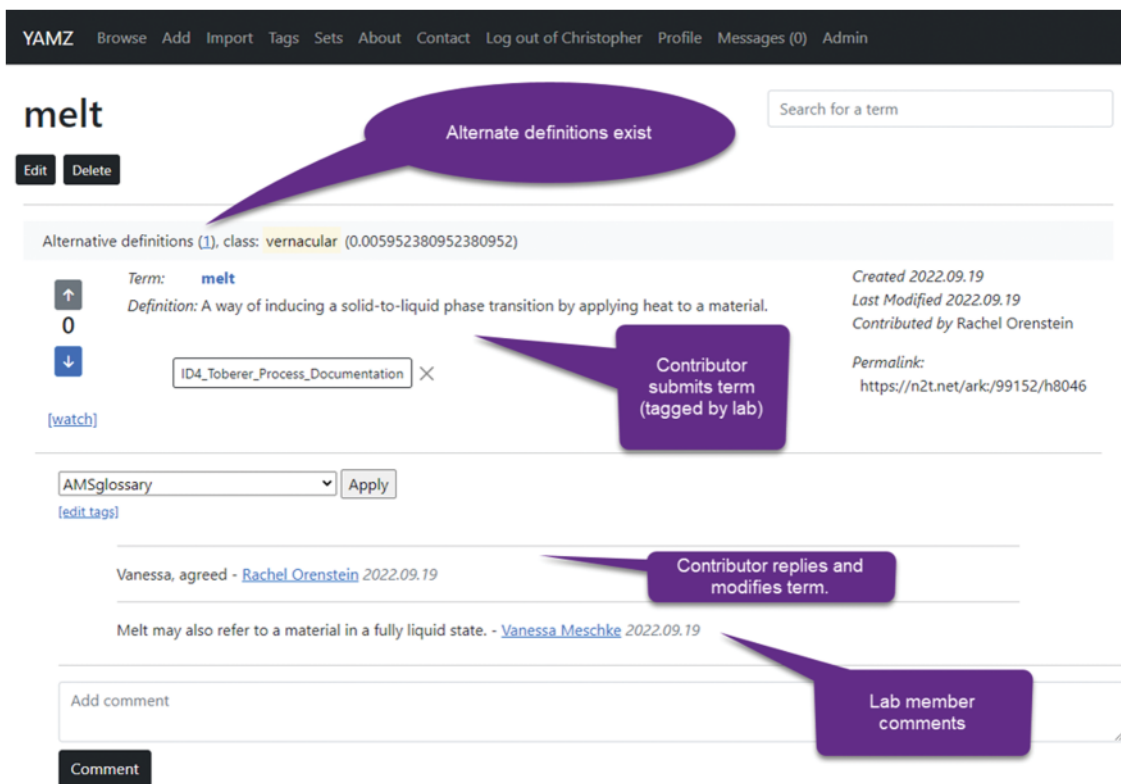 YAMZ Browse Add Import Tags Sets About Contact Log out of Christopher Profile Messages (0) Admin
melt
Search for a term
Alternate definitions exist
Edit Delete
Alternative definitions (1), class: vernacular (0.005952380952380952)
Term: melt
Definition: A way of inducing a solid-to-liquid phase transition by applying heat to a material.
0
ID4_Toberer_Process_Documentation
[watch]
Created 2022.09.19
Last Modified 2022.09.19
Contributed by Rachel Orenstein
Permalink:
https://n2t.net/ark:/99152/h8046
Contributor
submits term
(tagged by lab)
AMSglossary Apply
[edit tags]
Vanessa, agreed - Rachel Orenstein 2022.09.19
Contributor replies and
modifies term.
Melt may also refer to a material in a fully liquid state. - Vanessa Meschke 2022.09.19
Lab member
comments
Add comment
Comment